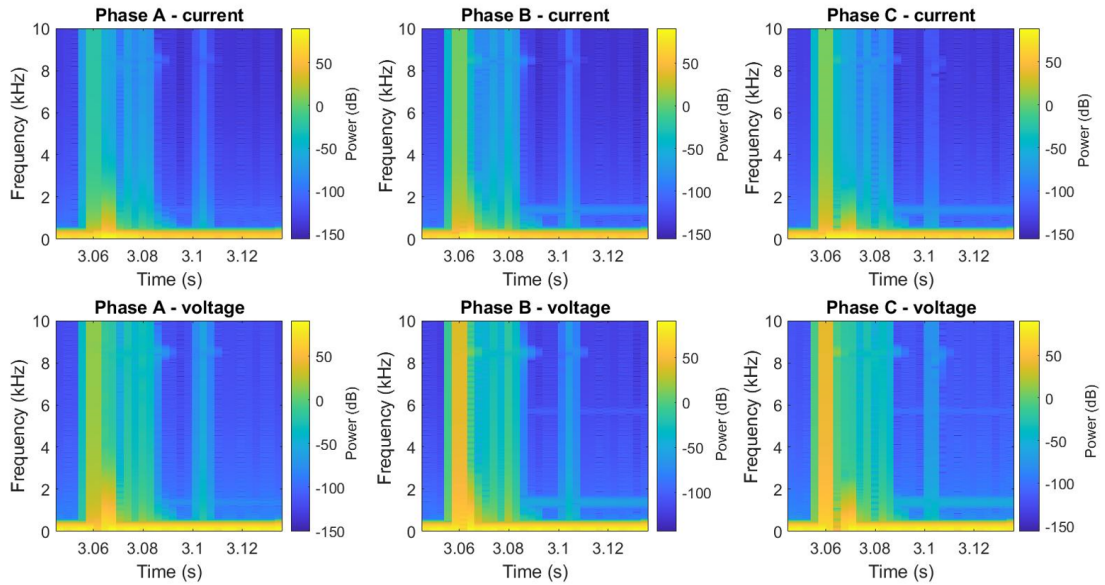 Phase A - current
Phase B - current
Phase C - current
10
8
6
4
2
0
Frequency (kHz)
3.06 3.08 3.1 3.12
Time (s)
50
0
-50
-100
-150
Power (dB)
10
8
6
4
2
0
Frequency (kHz)
3.06 3.08 3.1 3.12
Time (s)
50
0
-50
-100
-150
Power (dB)
10
8
6
4
2
0
Frequency (kHz)
3.06 3.08 3.1 3.12
Time (s)
50
0
-50
-100
-150
Power (dB)
Phase A - voltage
Phase B - voltage
Phase C - voltage
10
8
6
4
2
0
Frequency (kHz)
3.06 3.08 3.1 3.12
Time (s)
50
0
-50
-100
-150
Power (dB)
10
8
6
4
2
0
Frequency (kHz)
3.06 3.08 3.1 3.12
Time (s)
50
0
-50
-100
Power (dB)
10
8
6
4
2
0
Frequency (kHz)
3.06 3.08 3.1 3.12
Time (s)
50
0
-50
-100
-150
Power (dB)